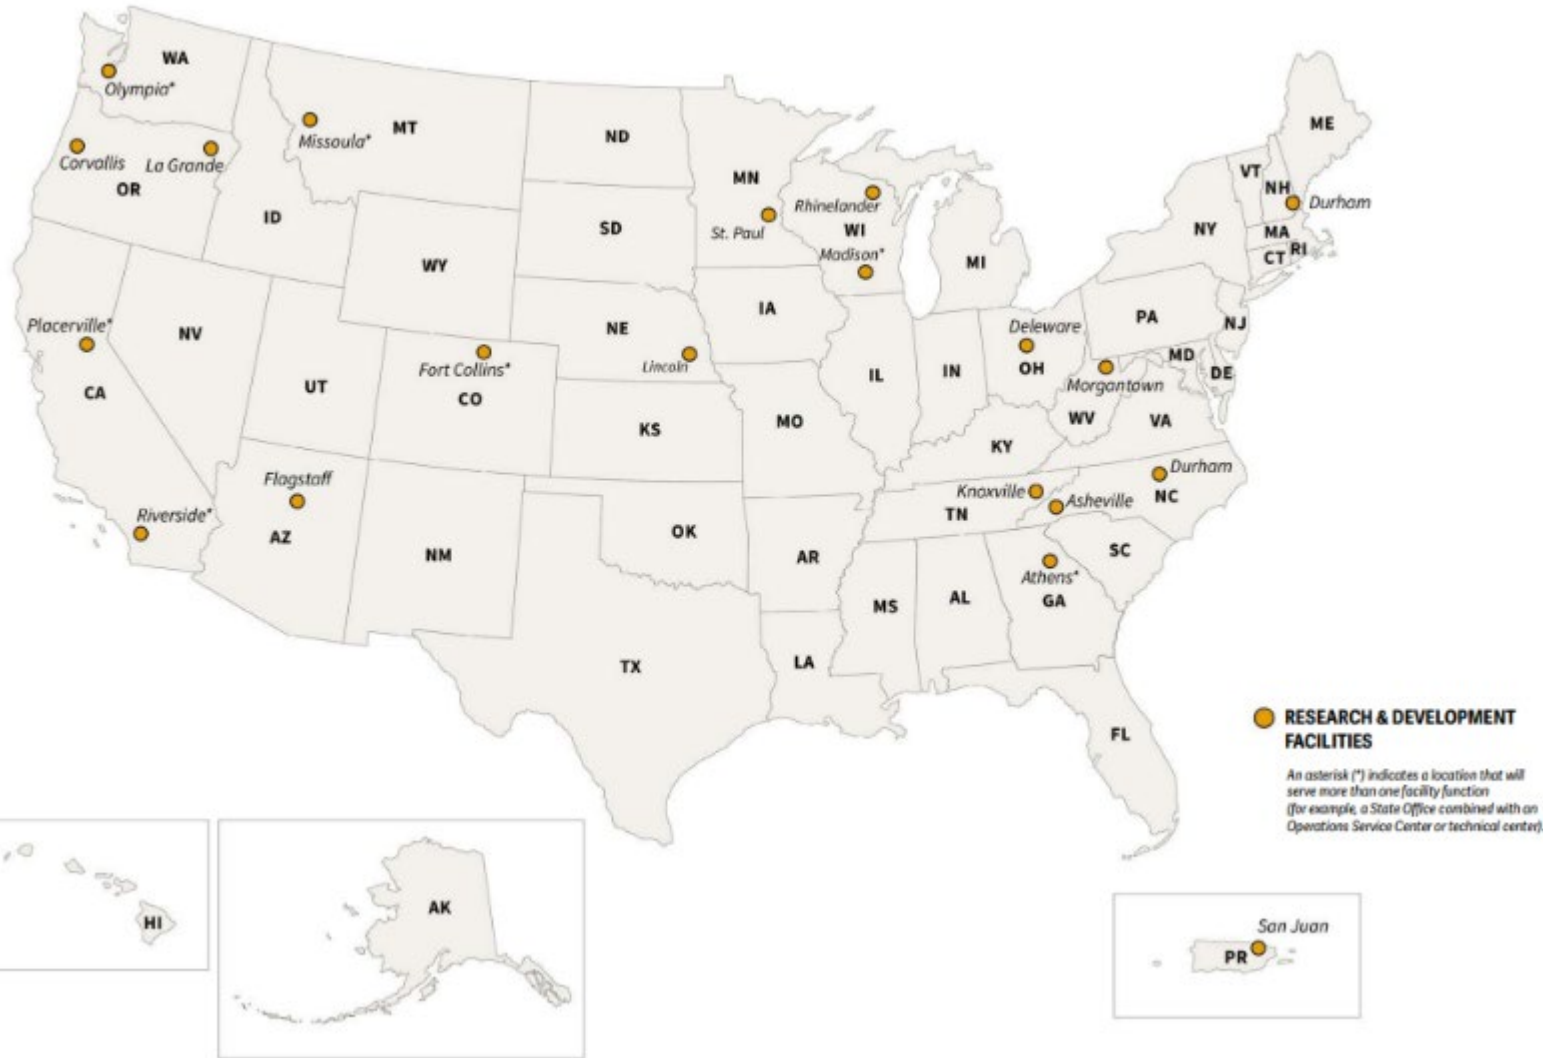 WA
Olympia*
MT
Missoula*
ND
ME
Corvallis
La Grande
OR
MN
VT
NH
Durham
Rhinelander
ID
SD
St. Paul
WI
NY
MA
RI
CT
Madison*
WY
MI
IA
PA
NJ
Placerville*
NV
NE
Deleware
MD
Lincoln
Fort Collins*
OH
DE
Morgantown
UT
IL
IN
CA
CO
WV
VA
KS
MO
KY
Durham
Flagstaff
Knoxville
Asheville
NC
Riverside*
TN
AZ
OK
NM
AR
SC
Athens*
GA
MS
AL
TX
LA
FL
RESEARCH & DEVELOPMENT
FACILITIES
An asterisk (*) indicates a location that will
serve more than one facility function
(for example, a State Office combined with an
Operations Service Center or technical center).
HI
AK
San Juan
PR